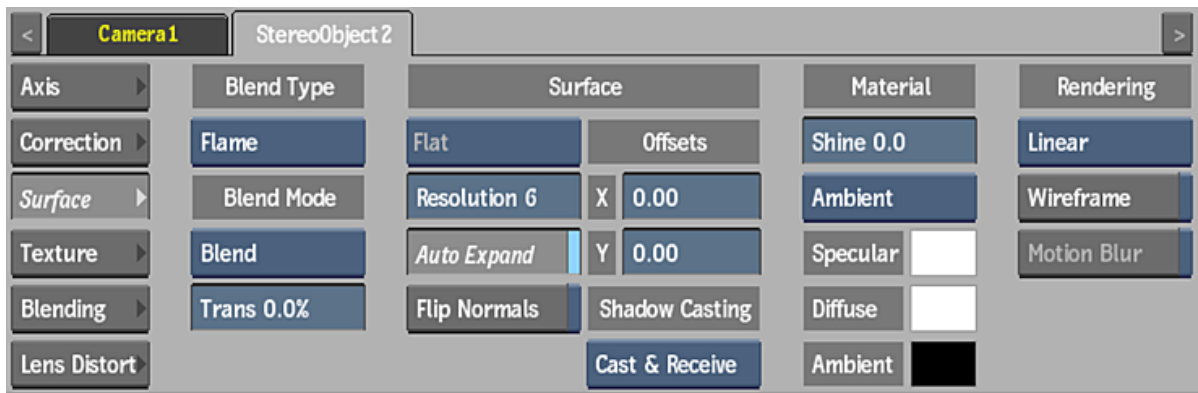 < Camera1 StereoObject2 >
Axis Blend Type Surface Material Rendering
Correction Flame Flat Offsets Shine 0.0 Linear
Surface Blend Mode Resolution 6 X 0.00 Ambient Wireframe
Texture Blend Auto Expand Y 0.00 Specular Motion Blur
Blending Trans 0.0% Flip Normals Shadow Casting Diffuse
Lens Distort Cast & Receive Ambient